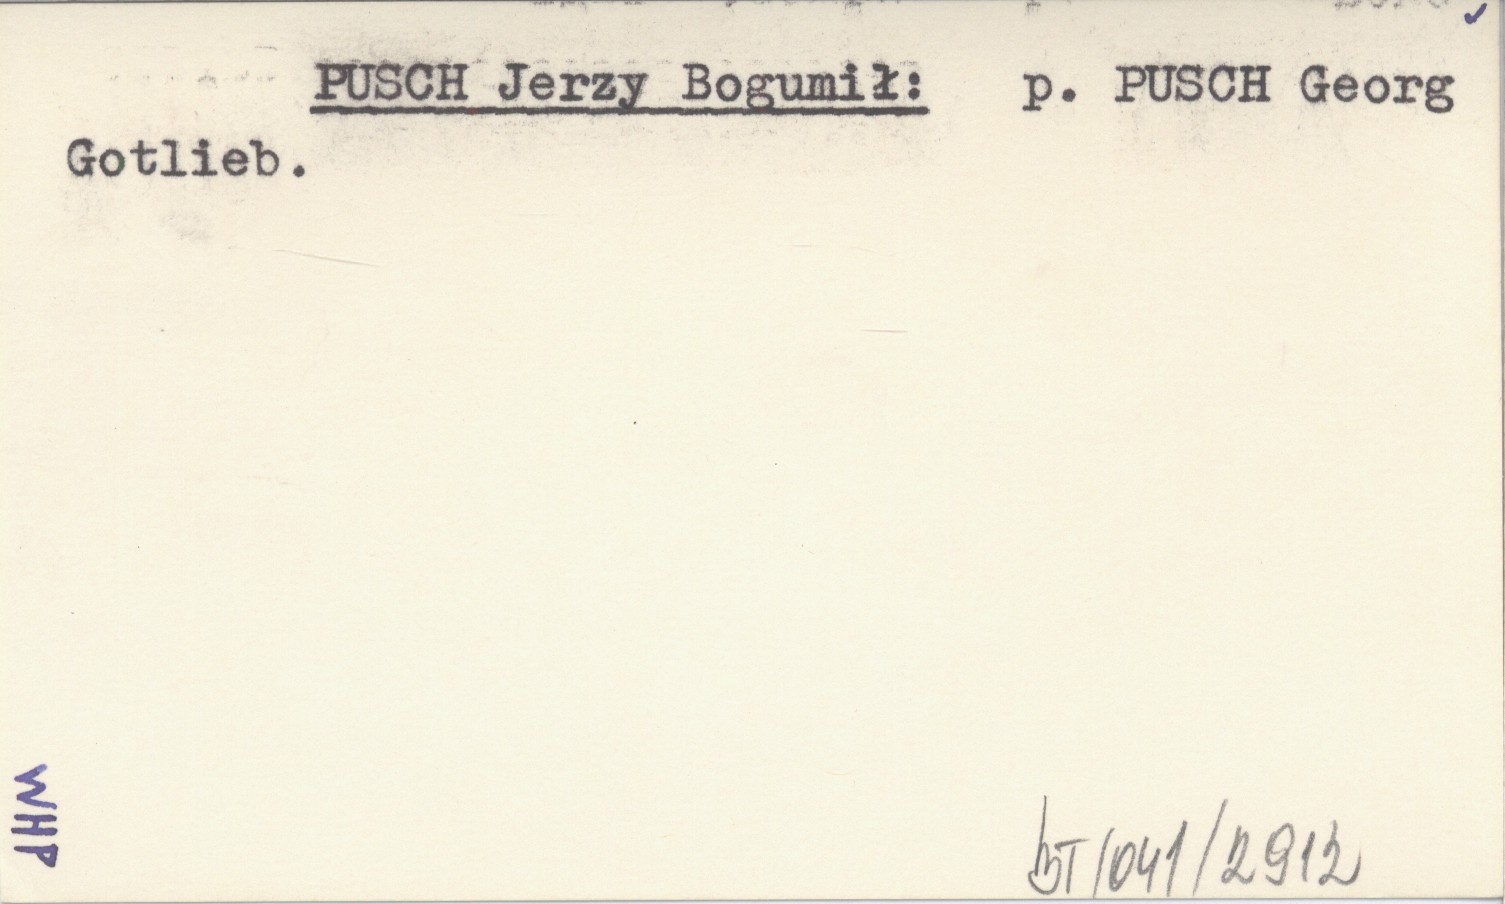 PUSCH Jerzy Bogumił: p. PUSCH Georg
Gotlieb.
WHP
BT/041/2912